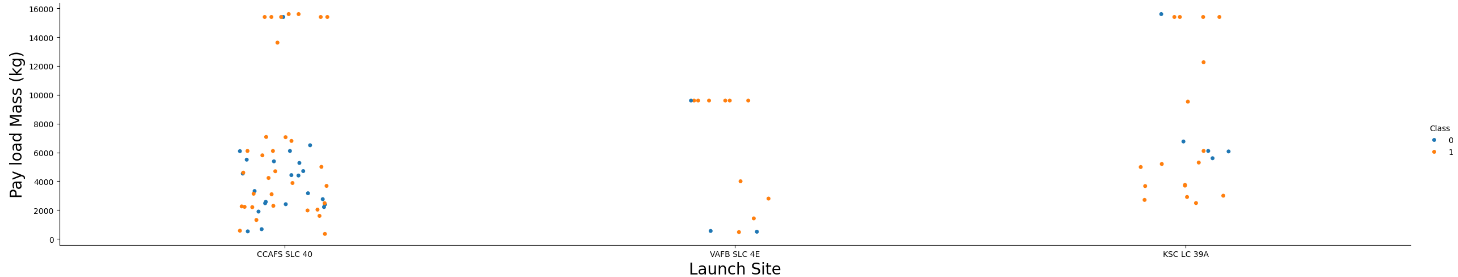 16000
14000
12000
10000
8000
6000
4000
2000
0
Pay load Mass (kg)
CCAFS SLC 40
VAFB SLC 4E
KSC LC 39A
Launch Site
Class
0
1